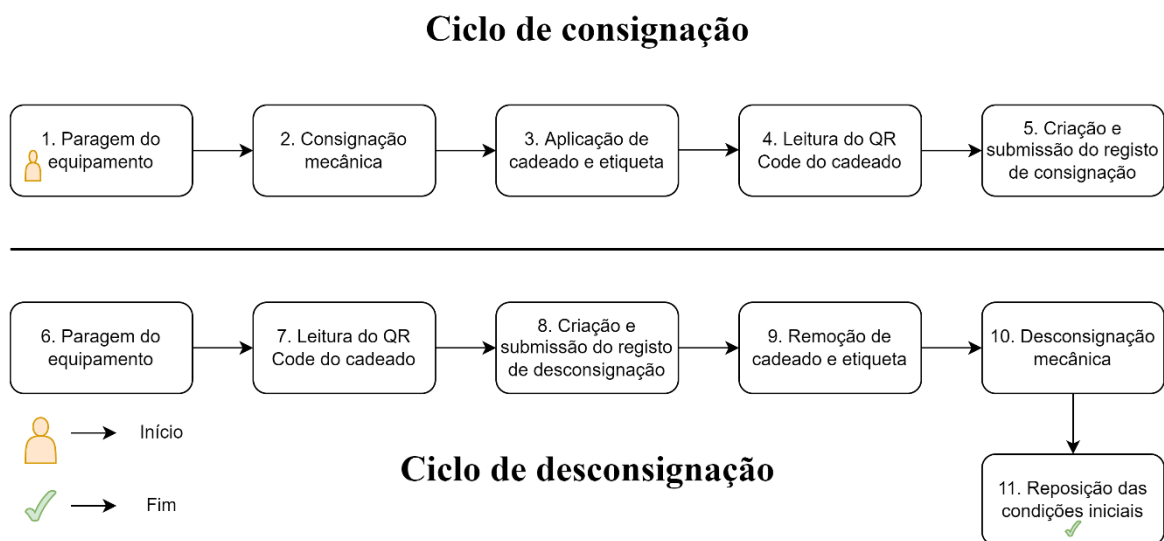 Ciclo de consignação
1. Paragem do
equipamento
2. Consignação
mecânica
3. Aplicação de
cadeado e etiqueta
4. Leitura do QR
Code do cadeado
5. Criação e
submissão do registo
de consignação
6. Paragem do
equipamento
7. Leitura do QR
Code do cadeado
8. Criação e
submissão do registo
de desconsignação
9. Remoção de
cadeado e etiqueta
10. Desconsignação
mecânica
Início
Ciclo de desconsignação
Fim
11. Reposição das
condições iniciais